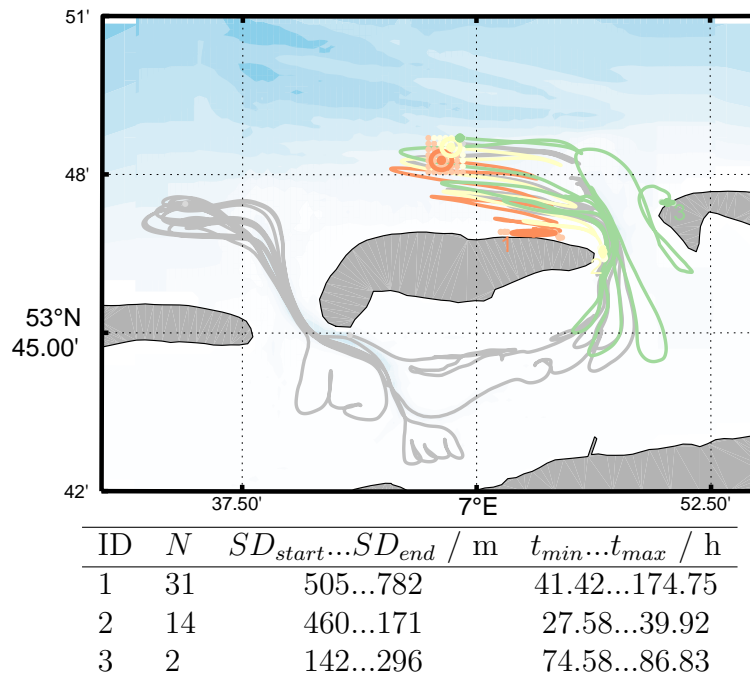 51'
48'
53°N
45.00'
42'
37.50' 7°E 52.50'
ID N SD_start...SD_end / m t_min...t_max / h
1 31 505...782 41.42...174.75
2 14 460...171 27.58...39.92
3 2 142...296 74.58...86.83